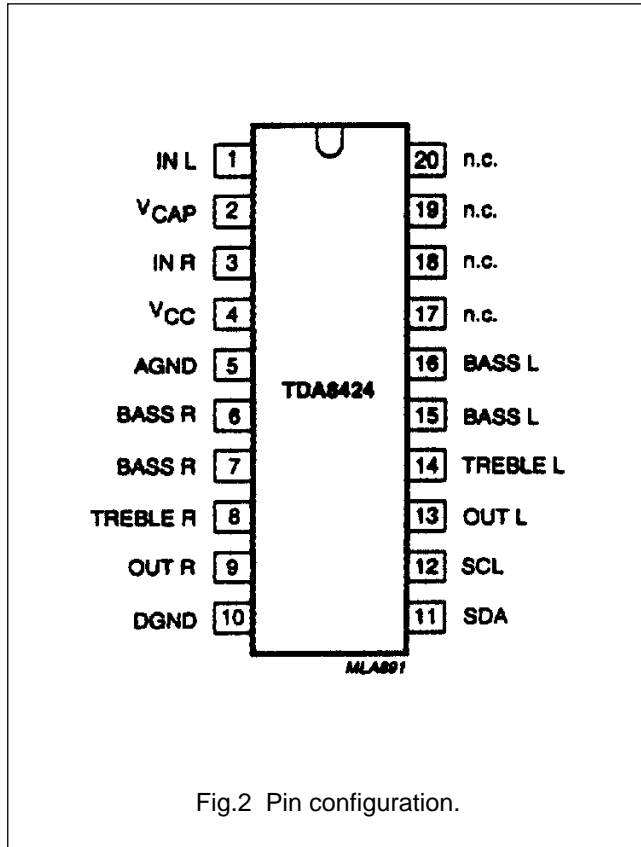 IN L 1 20 n.c.
VCAP 2 19 n.c.
IN R 3 18 n.c.
VCC 4 17 n.c.
AGND 5 16 BASS L
TDA8424
BASS R 6 15 BASS L
BASS R 7 14 TREBLE L
TREBLE R 8 13 OUT L
OUT R 9 12 SCL
DGND 10 11 SDA
MLA891
Fig.2 Pin configuration.